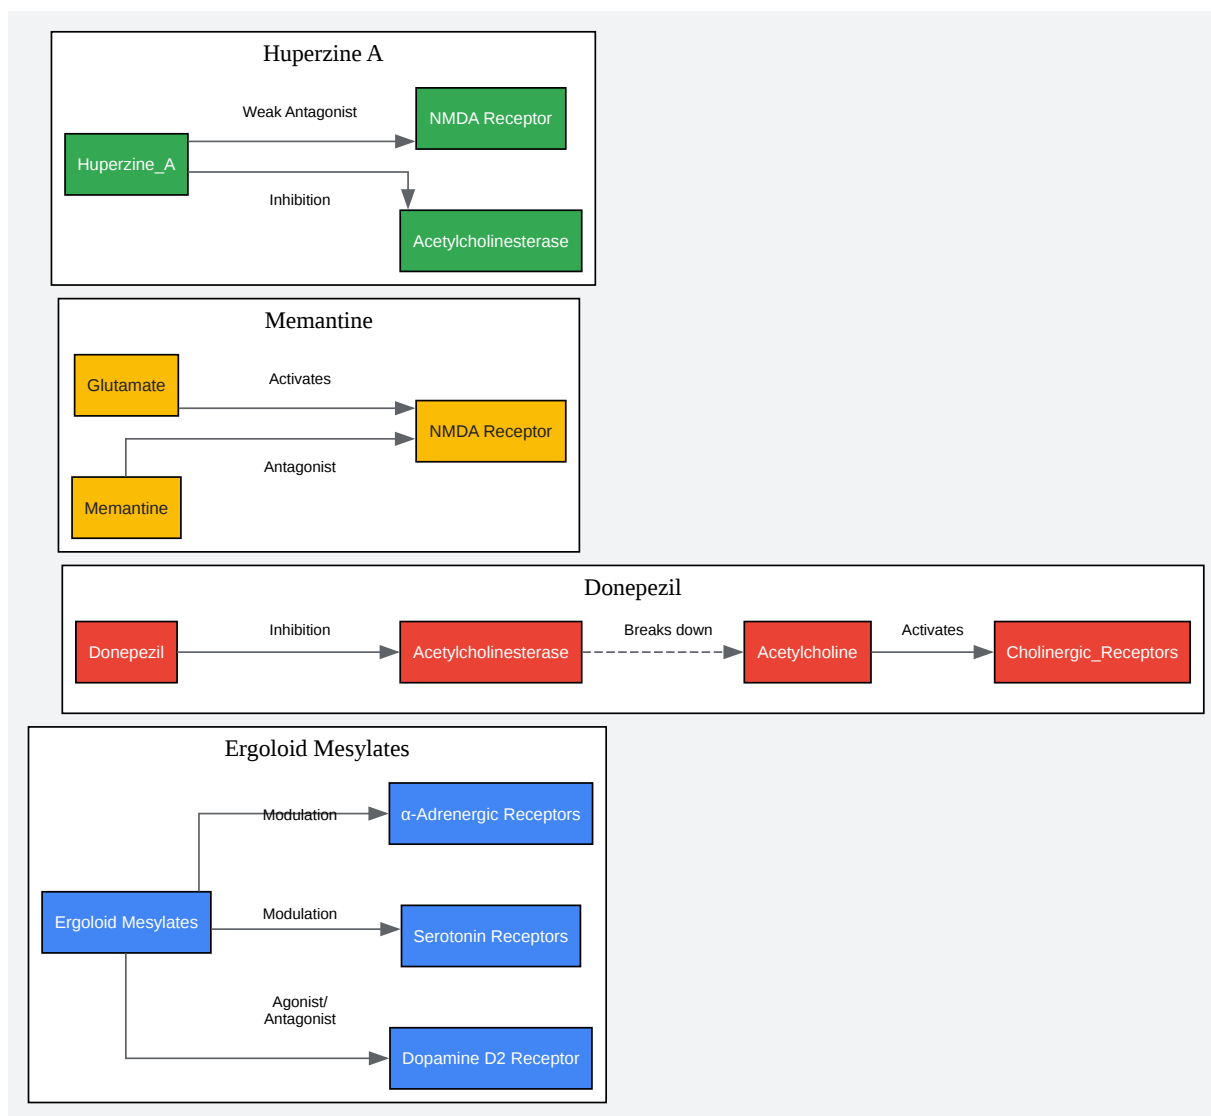 Huperzine A
Weak Antagonist
NMDA Receptor
Huperzine_A
Inhibition
Acetylcholinesterase
Memantine
Glutamate
Activates
NMDA Receptor
Antagonist
Memantine
Donepezil
Donepezil
Inhibition
Acetylcholinesterase
Breaks down
Acetylcholine
Activates
Cholinergic_Receptors
Ergoloid Mesylates
Modulation
α-Adrenergic Receptors
Ergoloid Mesylates
Modulation
Serotonin Receptors
Agonist/
Antagonist
Dopamine D2 Receptor